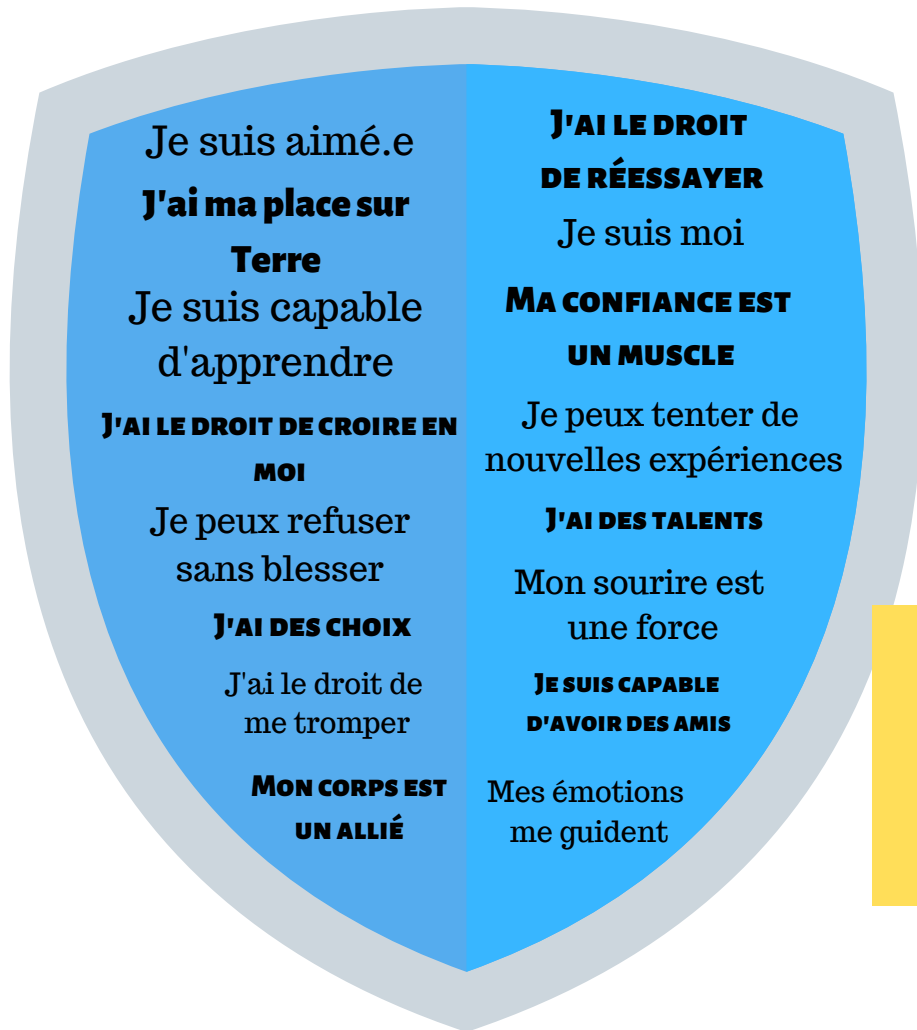 Je suis aimé.e
J'ai ma place sur
Terre
Je suis capable
d'apprendre
J'AI LE DROIT DE CROIRE EN
MOI
Je peux refuser
sans blesser
J'AI DES CHOIX
J'ai le droit de
me tromper
MON CORPS EST
UN ALLIÉ
J'AI LE DROIT
DE RÉESSAYER
Je suis moi
MA CONFIANCE EST
UN MUSCLE
Je peux tenter de
nouvelles expériences
J'AI DES TALENTS
Mon sourire est
une force
JE SUIS CAPABLE
D'AVOIR DES AMIS
Mes émotions
me guident